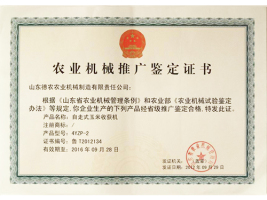 农业机械推广鉴定证书
山东德农农业机械制造有限责任公司:
根据《山东省农业机械管理条例》和农业部《农业机械试验鉴定
办法》等规定,你企业生产的下列产品经省级推广鉴定合格,特发此证。
产品名称: 自走式玉米收获机
注册商标: /
产品型号: 4YZP-2
证书编号: 鲁 T2012134
有效期至: 2016 年 09 月 28 日